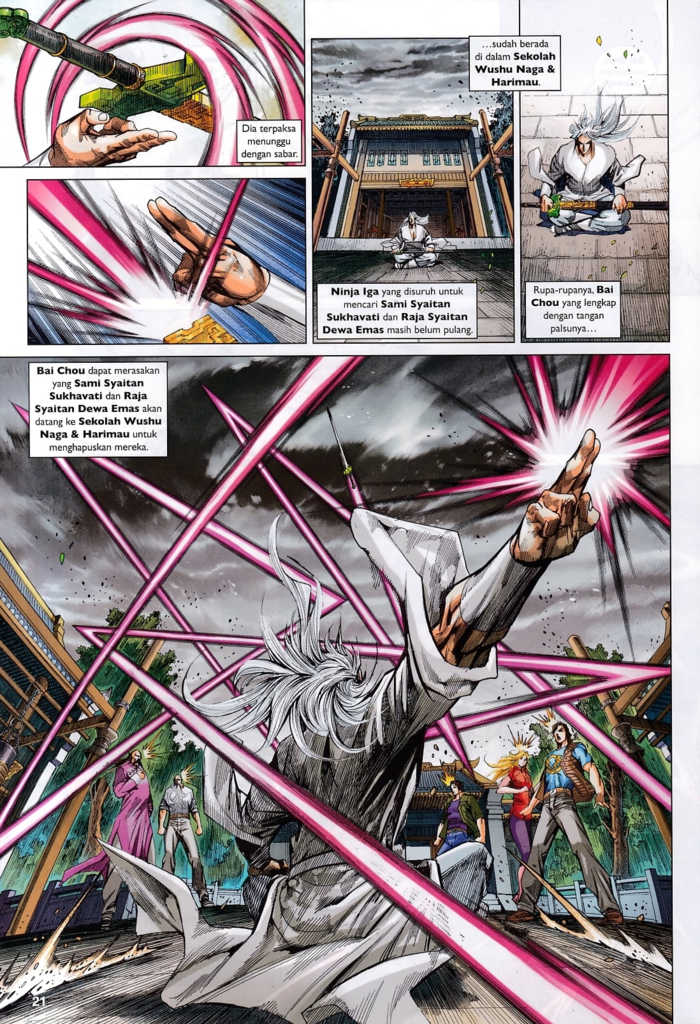 Rupa-rupanya, Bai
Chou yang lengkap
dengan tangan
palsunya…
…sudah berada
di dalam Sekolah
Wushu Naga &
Harimau.
Ninja Iga yang disuruh untuk
mencari Sami Syaitan
Sukhavati dan Raja Syaitan
Dewa Emas masih belum pulang.
Dia terpaksa
menunggu
dengan sabar.
Bai Chou dapat merasakan
yang Sami Syaitan
Sukhavati dan Raja
Syaitan Dewa Emas akan
datang ke Sekolah Wushu
Naga & Harimau untuk
menghapuskan mereka.
21